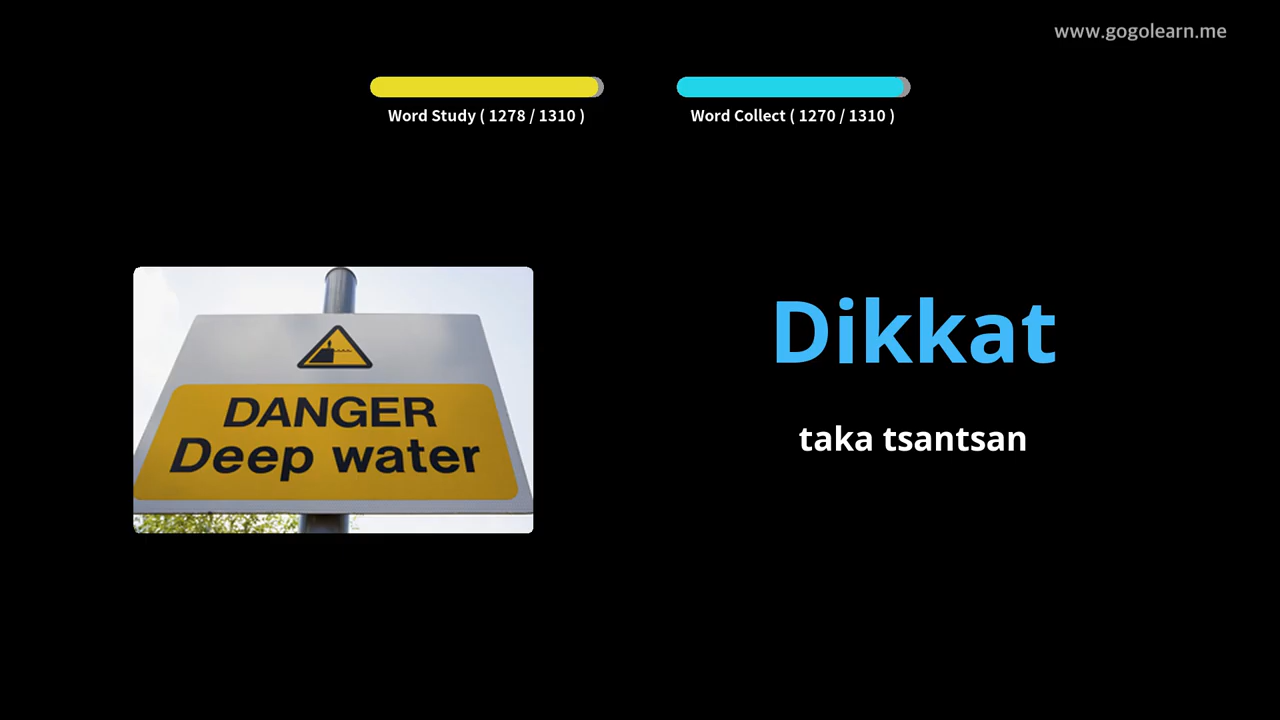 www.gogolearn.me
Word Study ( 1278 / 1310 )
Word Collect ( 1270 / 1310 )
DANGER
Deep water
Dikkat
taka tsantsan